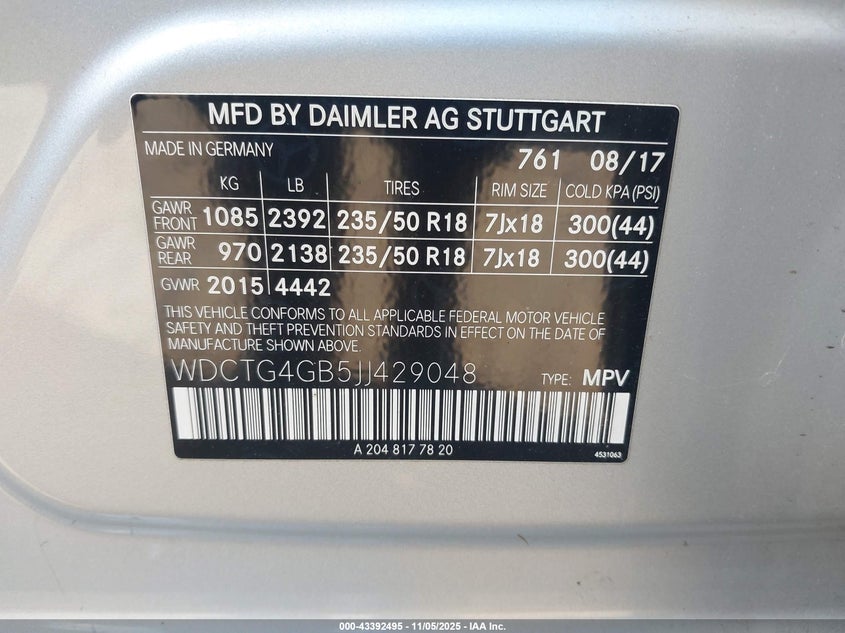 MFD BY DAIMLER AG STUTTGART
MADE IN GERMANY 761 08/17
KG LB TIRES RIM SIZE COLD KPA (PSI)
GAWR FRONT 1085 2392 235/50 R18 7Jx18 300(44)
GAWR REAR 970 2138 235/50 R18 7Jx18 300(44)
GVWR 2015 4442
THIS VEHICLE CONFORMS TO ALL APPLICABLE FEDERAL MOTOR VEHICLE
SAFETY AND THEFT PREVENTION STANDARDS IN EFFECT ON THE DATE OF
MANUFACTURE SHOWN ABOVE.
WDCTG4GB5JJ429048 TYPE: MPV
A 204 817 78 20 4531063
000-43392495 - 11/05/2025 - IAA Inc.